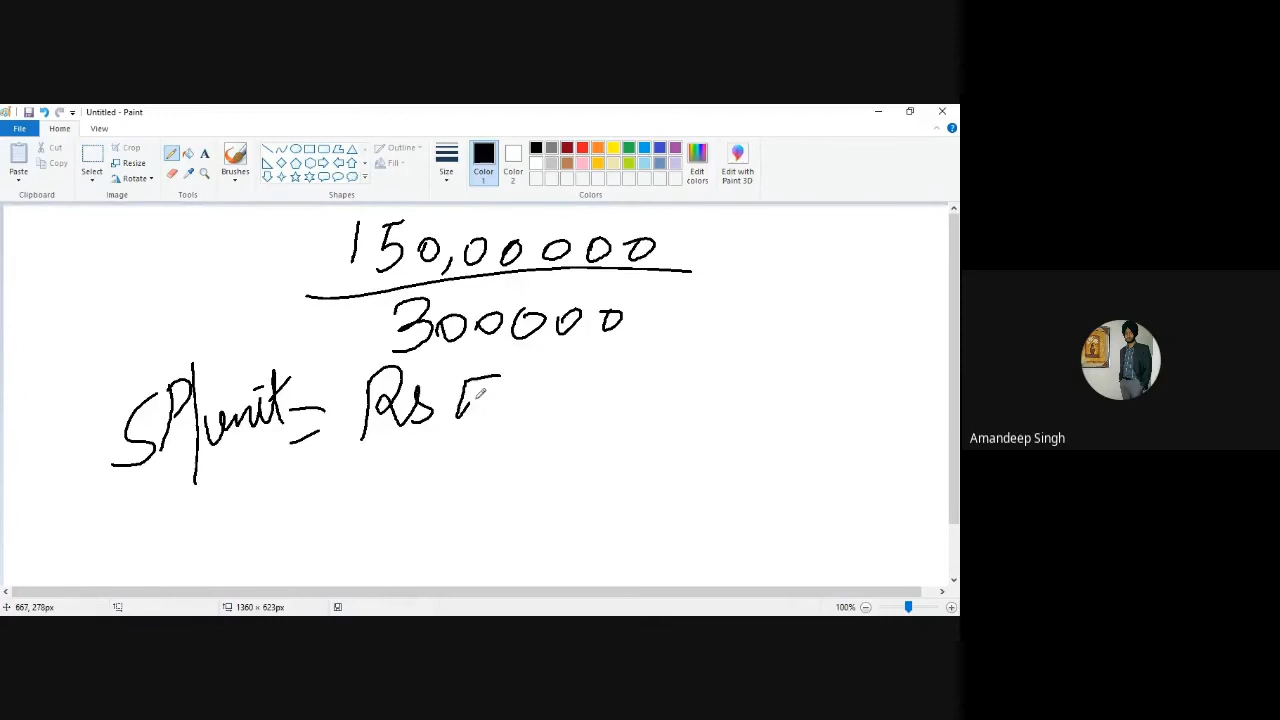 Untitled - Paint
File Home View
Paste
Cut
Copy
Clipboard
Select
Crop
Resize
Rotate
Image
A
Tools
Brushes
Shapes
Outline
Fill
Size
Color 1
Color 2
Edit colors
Colors
Edit with Paint 3D
150,00000
300000
SP/unit = Rs
667, 278px
1360 × 623px
100%
Amandeep Singh